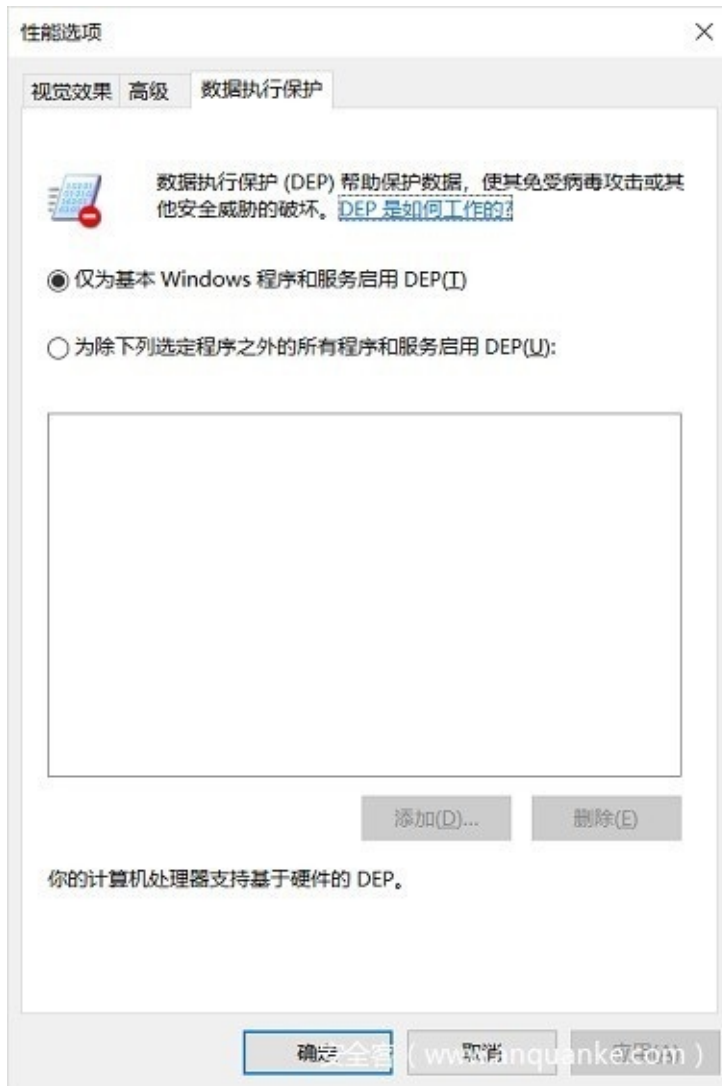 性能选项
视觉效果 高级 数据执行保护
数据执行保护 (DEP) 帮助保护数据，使其免受病毒攻击或其
他安全威胁的破坏。DEP 是如何工作的?
仅为基本 Windows 程序和服务启用 DEP(T)
为除下列选定程序之外的所有程序和服务启用 DEP(U):
添加(D)... 删除(E)
你的计算机处理器支持基于硬件的 DEP。
确定 取消 应用(A)
安全客（www.anquanke.com）